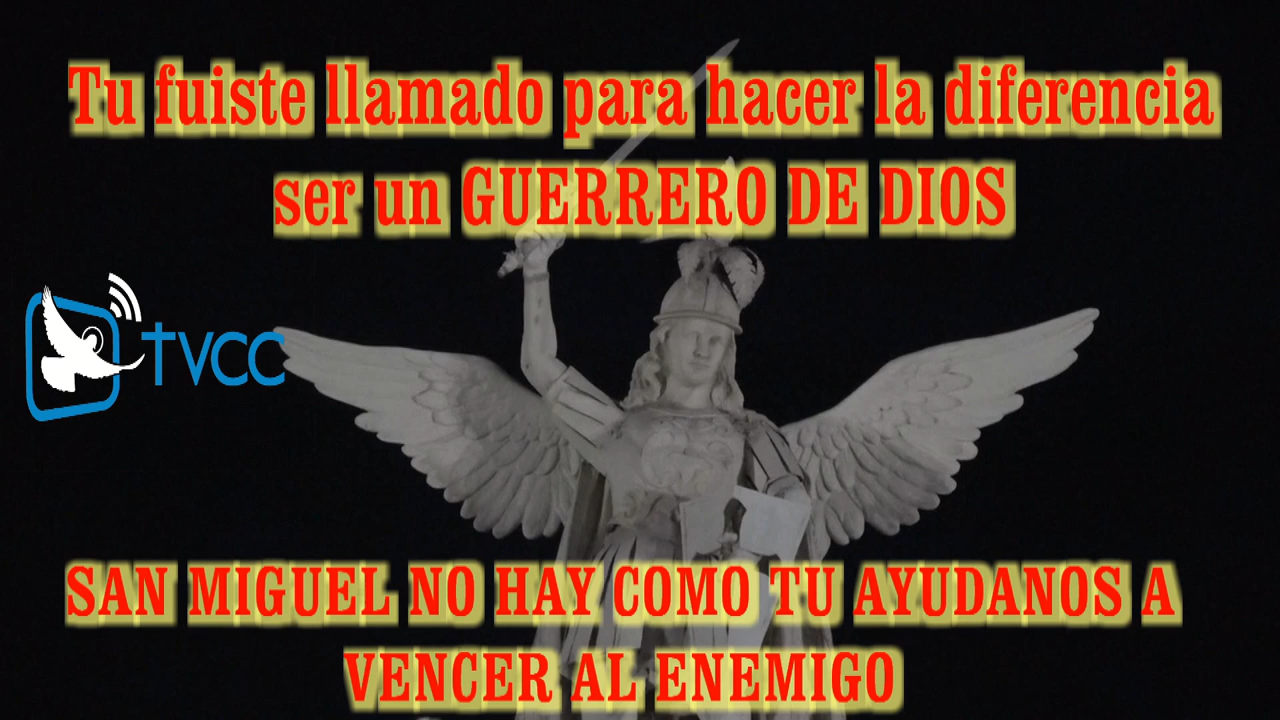 Tu fuiste llamado para hacer la diferencia
ser un GUERRERO DE DIOS
tvcc
SAN MIGUEL NO HAY COMO TU AYUDANOS A
VENCER AL ENEMIGO